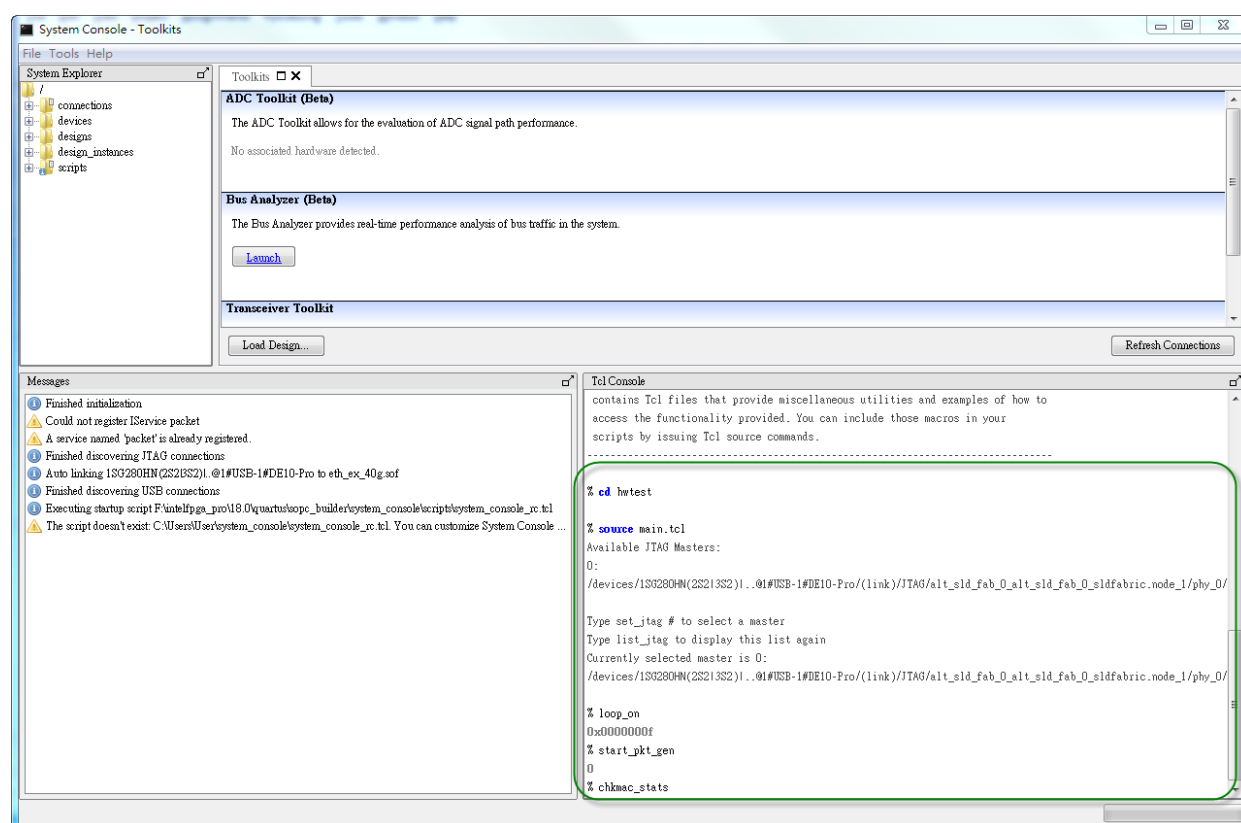 System Console - Toolkits
File Tools Help
System Explorer
/
connections
devices
designs
design_instances
scripts
Toolkits
ADC Toolkit (Beta)
The ADC Toolkit allows for the evaluation of ADC signal path performance.
No associated hardware detected.
Bus Analyzer (Beta)
The Bus Analyzer provides real-time performance analysis of bus traffic in the system.
Launch
Transceiver Toolkit
Load Design...
Refresh Connections
Messages
Finished initialization
Could not register IService packet
A service named 'packet' is already registered.
Finished discovering JTAG connections
Auto linking 1SG280HN(2S2|3S2)|..@1#USB-1#DE10-Pro to eth_ex_40g.sof
Finished discovering USB connections
Executing startup script F:\intelfpga_pro\18.0\quartus\sopc_builder\system_console\scripts\system_console_rc.tcl
The script doesn't exist: C:\Users\User\system_console\system_console_rc.tcl. You can customize System Console ...
Tcl Console
contains Tcl files that provide miscellaneous utilities and examples of how to
access the functionality provided. You can include those macros in your
scripts by issuing Tcl source commands.
-----------------------------------------------------------------------
% cd hwtest
% source main.tcl
Available JTAG Masters:
0:
/devices/1SG280HN(2S2|3S2)|..@1#USB-1#DE10-Pro/(link)/JTAG/alt_sld_fab_0_alt_sld_fab_0_sldfabric.node_1/phy_0/
Type set_jtag # to select a master
Type list_jtag to display this list again
Currently selected master is 0:
/devices/1SG280HN(2S2|3S2)|..@1#USB-1#DE10-Pro/(link)/JTAG/alt_sld_fab_0_alt_sld_fab_0_sldfabric.node_1/phy_0/
% loop_on
0x0000000f
% start_pkt_gen
0
% chkmac_stats